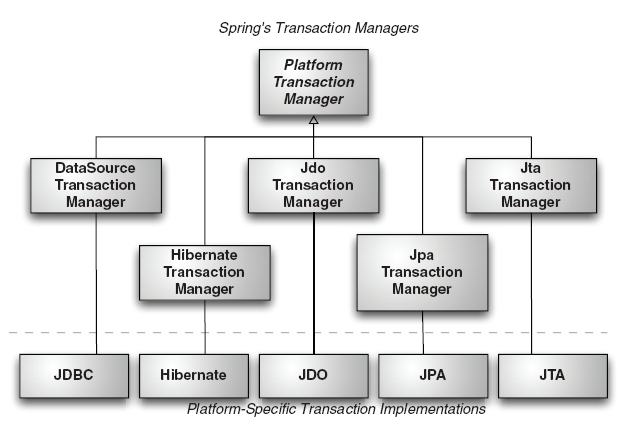 Spring's Transaction Managers
Platform
Transaction
Manager
DataSource
Transaction
Manager
Jdo
Transaction
Manager
Jta
Transaction
Manager
Hibernate
Transaction
Manager
Jpa
Transaction
Manager
JDBC
Hibernate
JDO
JPA
JTA
Platform-Specific Transaction Implementations